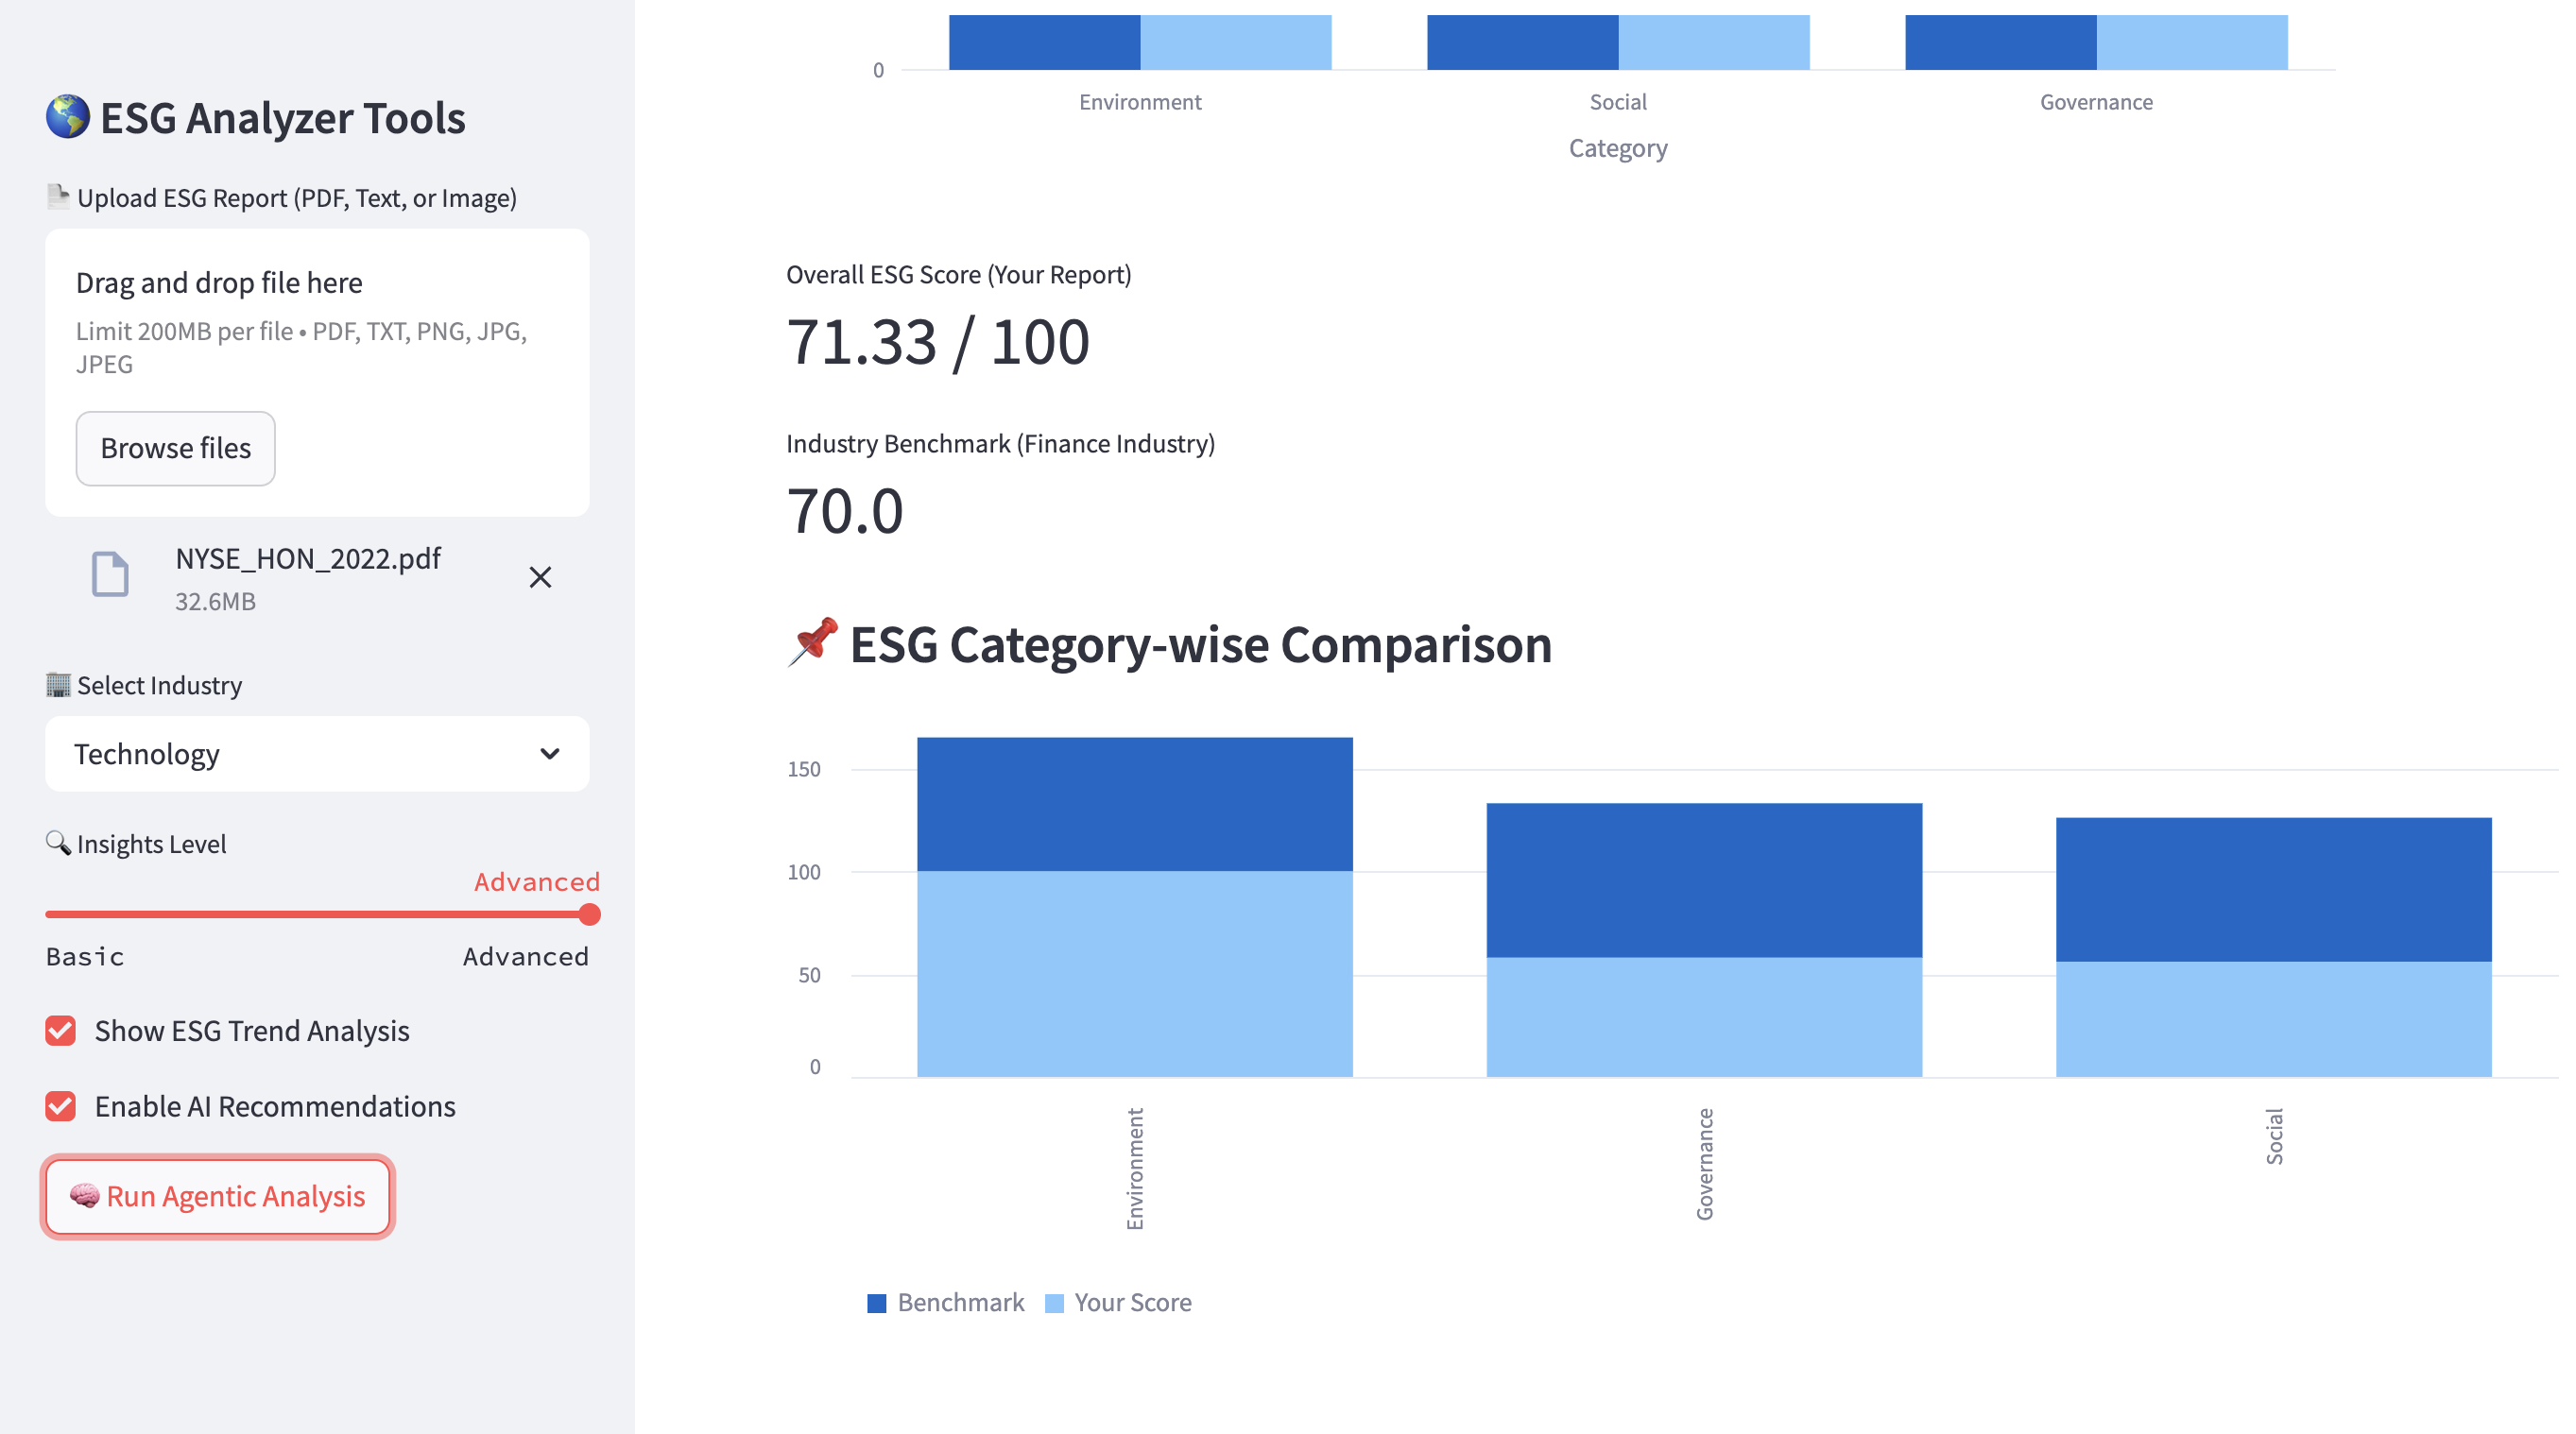 ESG Analyzer Tools
Upload ESG Report (PDF, Text, or Image)
Drag and drop file here
Limit 200MB per file • PDF, TXT, PNG, JPG,
JPEG
Browse files
NYSE_HON_2022.pdf
32.6MB
Select Industry
Technology
Insights Level
Advanced
Basic
Advanced
Show ESG Trend Analysis
Enable AI Recommendations
Run Agentic Analysis
0
Environment
Social
Governance
Category
Overall ESG Score (Your Report)
71.33 / 100
Industry Benchmark (Finance Industry)
70.0
ESG Category-wise Comparison
150
100
50
0
Environment
Governance
Social
Benchmark
Your Score